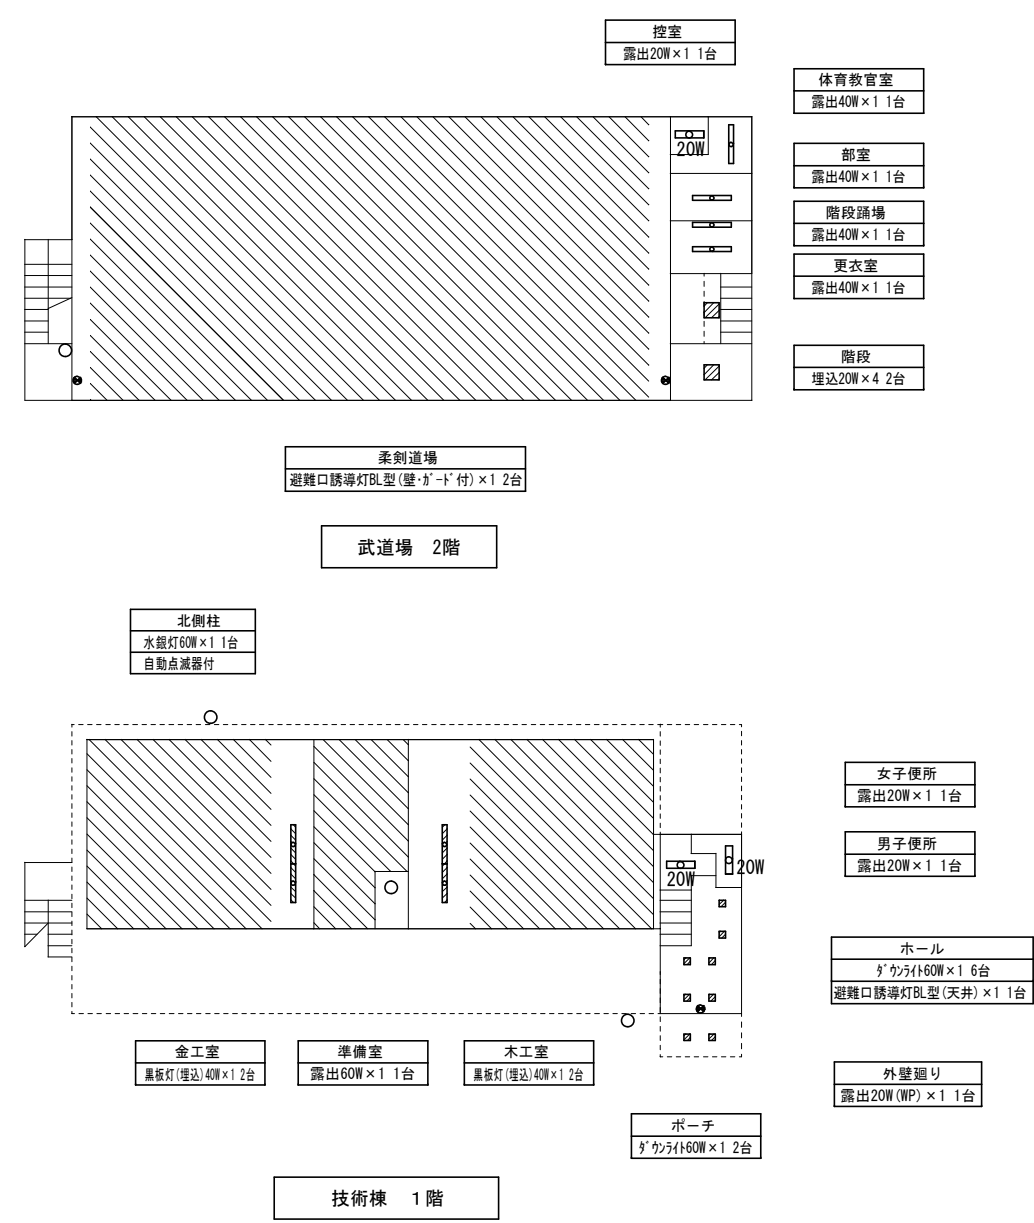 控室
露出20W×1 1台
体育教官室
露出40W×1 1台
20W
部室
露出40W×1 1台
階段踊場
露出40W×1 1台
更衣室
露出40W×1 1台
階段
埋込20W×4 2台
柔剣道場
避難口誘導灯BL型(壁・ｶﾞｰﾄﾞ付)×1 2台
武道場　2階
北側柱
水銀灯60W×1 1台
自動点滅器付
女子便所
露出20W×1 1台
男子便所
露出20W×1 1台
20W
20W
ホール
ﾀﾞｳﾝﾗｲﾄ60W×1 6台
避難口誘導灯BL型(天井)×1 1台
金工室
黒板灯(埋込)40W×1 2台
準備室
露出60W×1 1台
木工室
黒板灯(埋込)40W×1 2台
外壁廻り
露出20W(WP)×1 1台
ポーチ
ﾀﾞｳﾝﾗｲﾄ60W×1 2台
技術棟　１階